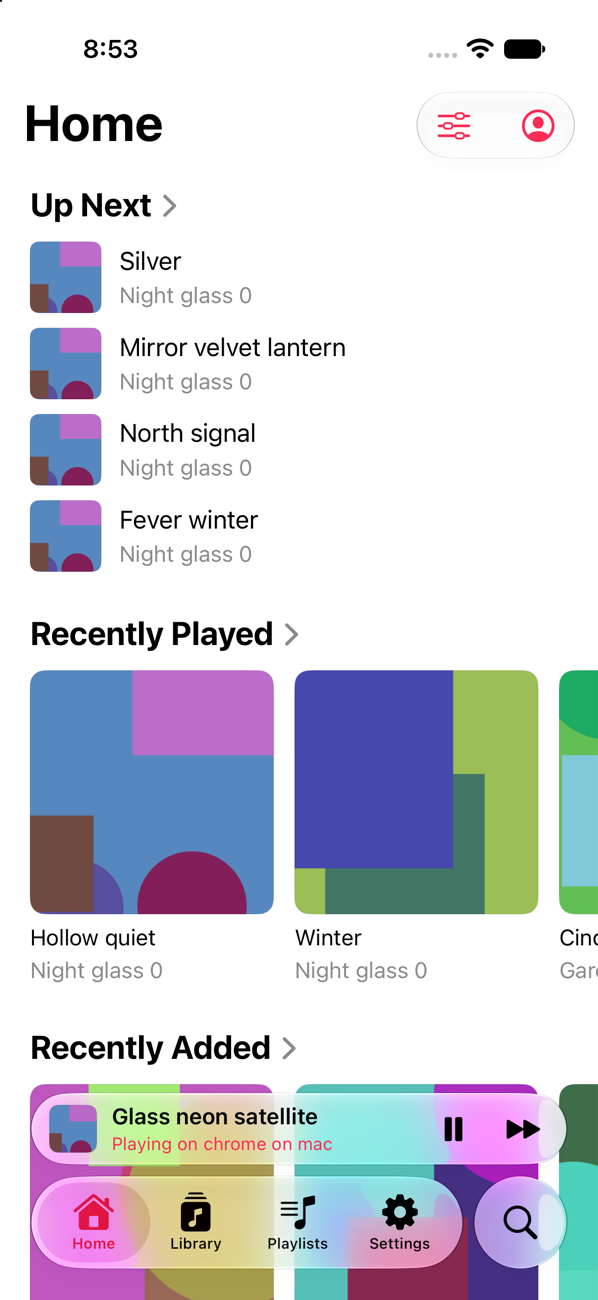 8:53
Home
Up Next
Silver
Night glass 0
Mirror velvet lantern
Night glass 0
North signal
Night glass 0
Fever winter
Night glass 0
Recently Played
Hollow quiet
Night glass 0
Winter
Night glass 0
Recently Added
Glass neon satellite
Playing on chrome on mac
Home
Library
Playlists
Settings